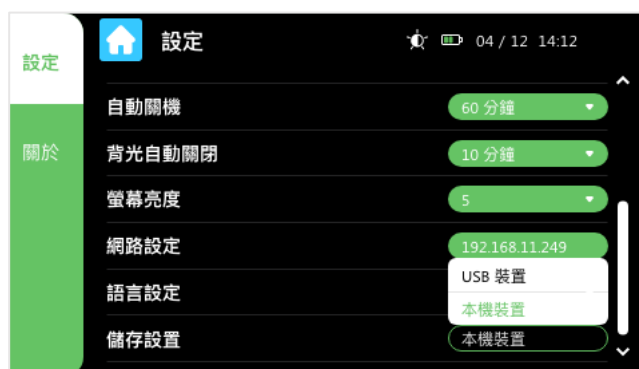 設定
設定
04 / 12 14:12
自動關機
60 分鐘
關於
背光自動關閉
10 分鐘
螢幕亮度
5
網路設定
192.168.11.249
USB 裝置
語言設定
本機裝置
儲存設置
本機裝置